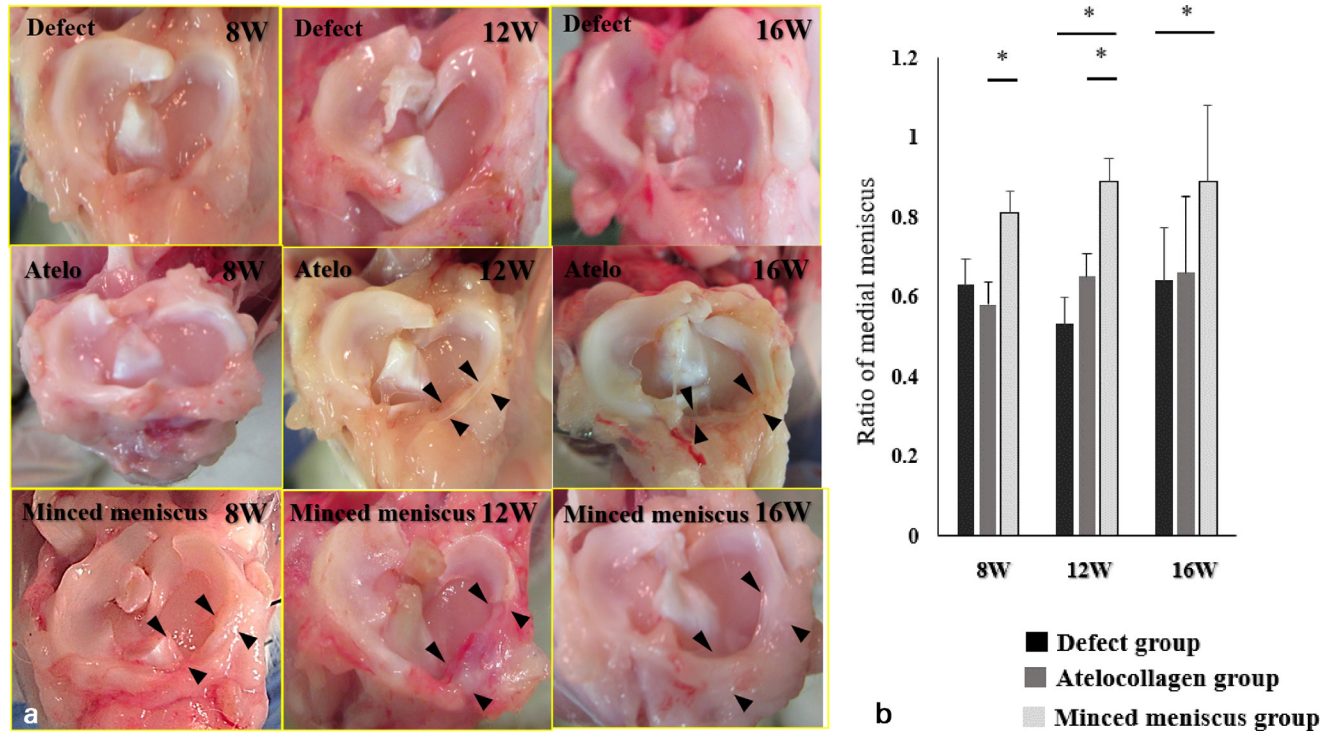 Defect 8W
Defect 12W
Defect 16W
Atelo 8W
Atelo 12W
Atelo 16W
Minced meniscus 8W
Minced meniscus 12W
Minced meniscus 16W
a
* *
* *
Ratio of medial meniscus
1.2
1
0.8
0.6
0.4
0.2
0
8W 12W 16W
Defect group
Atelocollagen group
Minced meniscus group
b